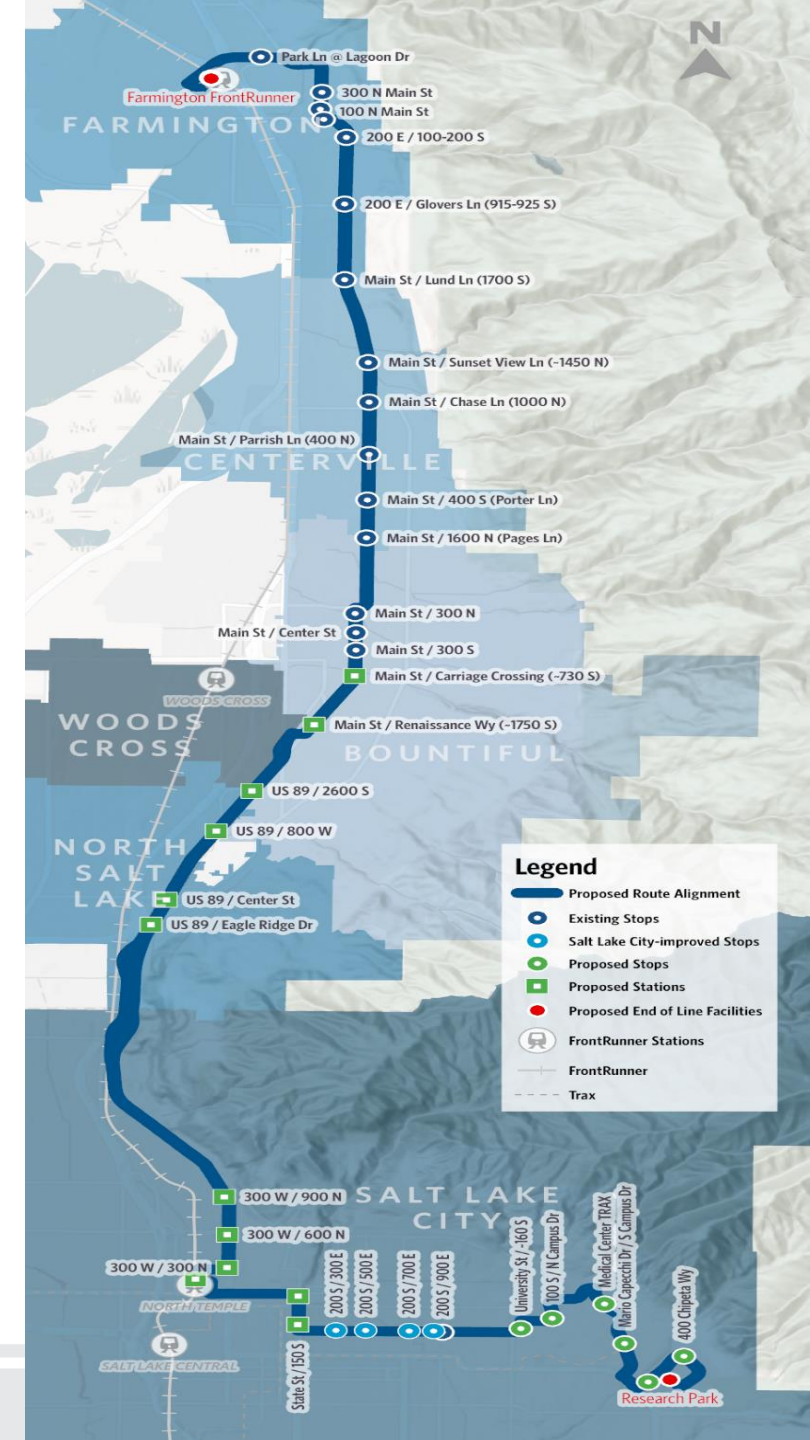 N
Park Ln @ Lagoon Dr
Farmington FrontRunner
300 N Main St
100 N Main St
FARMINGTON
200 E / 100-200 S
200 E / Glovers Ln (915-925 S)
Main St / Lund Ln (1700 S)
Main St / Sunset View Ln (~1450 N)
Main St / Chase Ln (1000 N)
Main St / Parrish Ln (400 N)
CENTERVILLE
Main St / 400 S (Porter Ln)
Main St / 1600 N (Pages Ln)
Main St / 300 N
Main St / Center St
Main St / 300 S
Main St / Carriage Crossing (~730 S)
WOODS CROSS
WOODS
CROSS
Main St / Renaissance Wy (~1750 S)
BOUNTIFUL
US 89 / 2600 S
US 89 / 800 W
NORTH
SALT
LAKE
US 89 / Center St
US 89 / Eagle Ridge Dr
Legend
Proposed Route Alignment
Existing Stops
Salt Lake City-improved Stops
Proposed Stops
Proposed Stations
Proposed End of Line Facilities
FrontRunner Stations
FrontRunner
Trax
300 W / 900 N
SALT LAKE
CITY
300 W / 600 N
300 W / 300 N
NORTH TEMPLE
SALT LAKE CENTRAL
State St / 150 S
200 S / 300 E
200 S / 500 E
200 S / 700 E
200 S / 900 E
University St / ~160 S
100 S / N Campus Dr
Medical Center TRAX
Mario Capecchi Dr / S Campus Dr
400 Chipeta Wy
Research Park